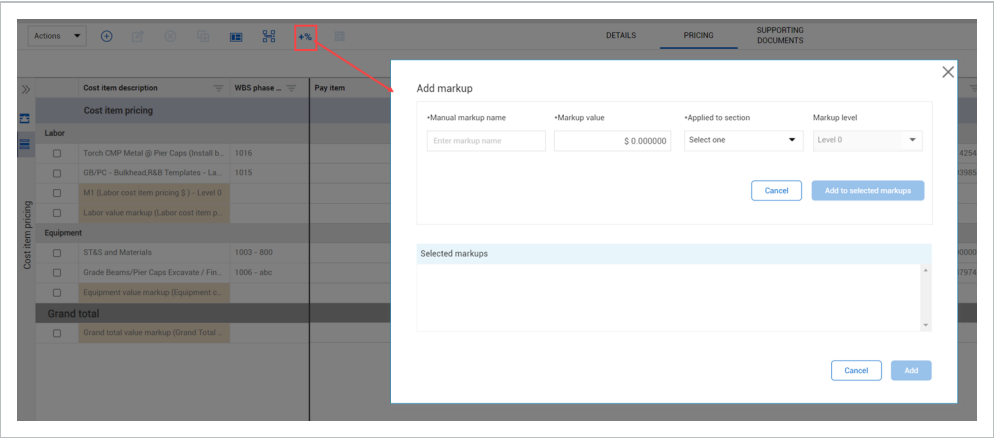 Actions
+%
DETAILS
PRICING
SUPPORTING
DOCUMENTS
Cost item description
WBS phase ...
Pay item
Cost item pricing
Labor
Torch CMP Metal @ Pier Caps (Install b... 1016
GB/PC - Bulkhead,R&B Templates - La... 1015
M1 (Labor cost item pricing $ ) - Level 0
Labor value markup (Labor cost item p...
Equipment
ST&S and Materials 1003 - 800
Grade Beams/Pier Caps Excavate / Fin... 1006 - abc
Equipment value markup (Equipment c...
Grand total
Grand total value markup (Grand Total ...
Cost item pricing
4264
03985
0000
7974
Add markup
•Manual markup name
•Markup value
•Applied to section
Markup level
Enter markup name
$ 0.000000
Select one
Level 0
Cancel
Add to selected markups
Selected markups
Cancel
Add